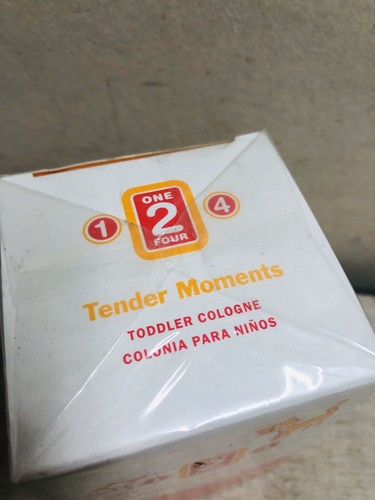 ONE
1 2 4
FOUR
Tender Moments
TODDLER COLOGNE
COLONIA PARA NIÑOS